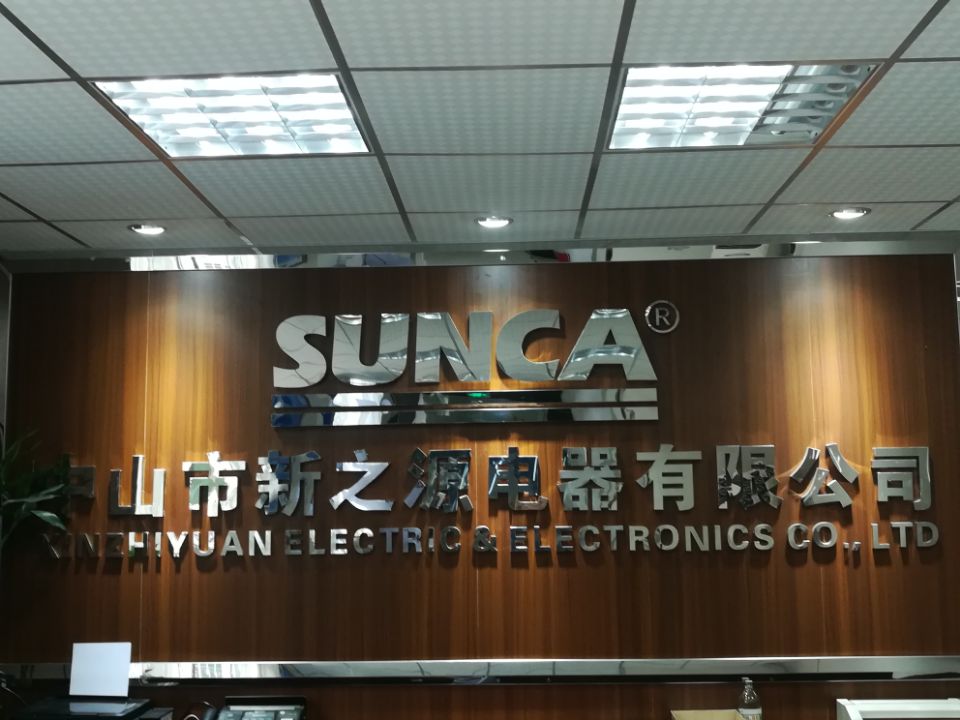 SUNCA®
中山市新之源电器有限公司
XINZHIYUAN ELECTRIC & ELECTRONICS CO., LTD